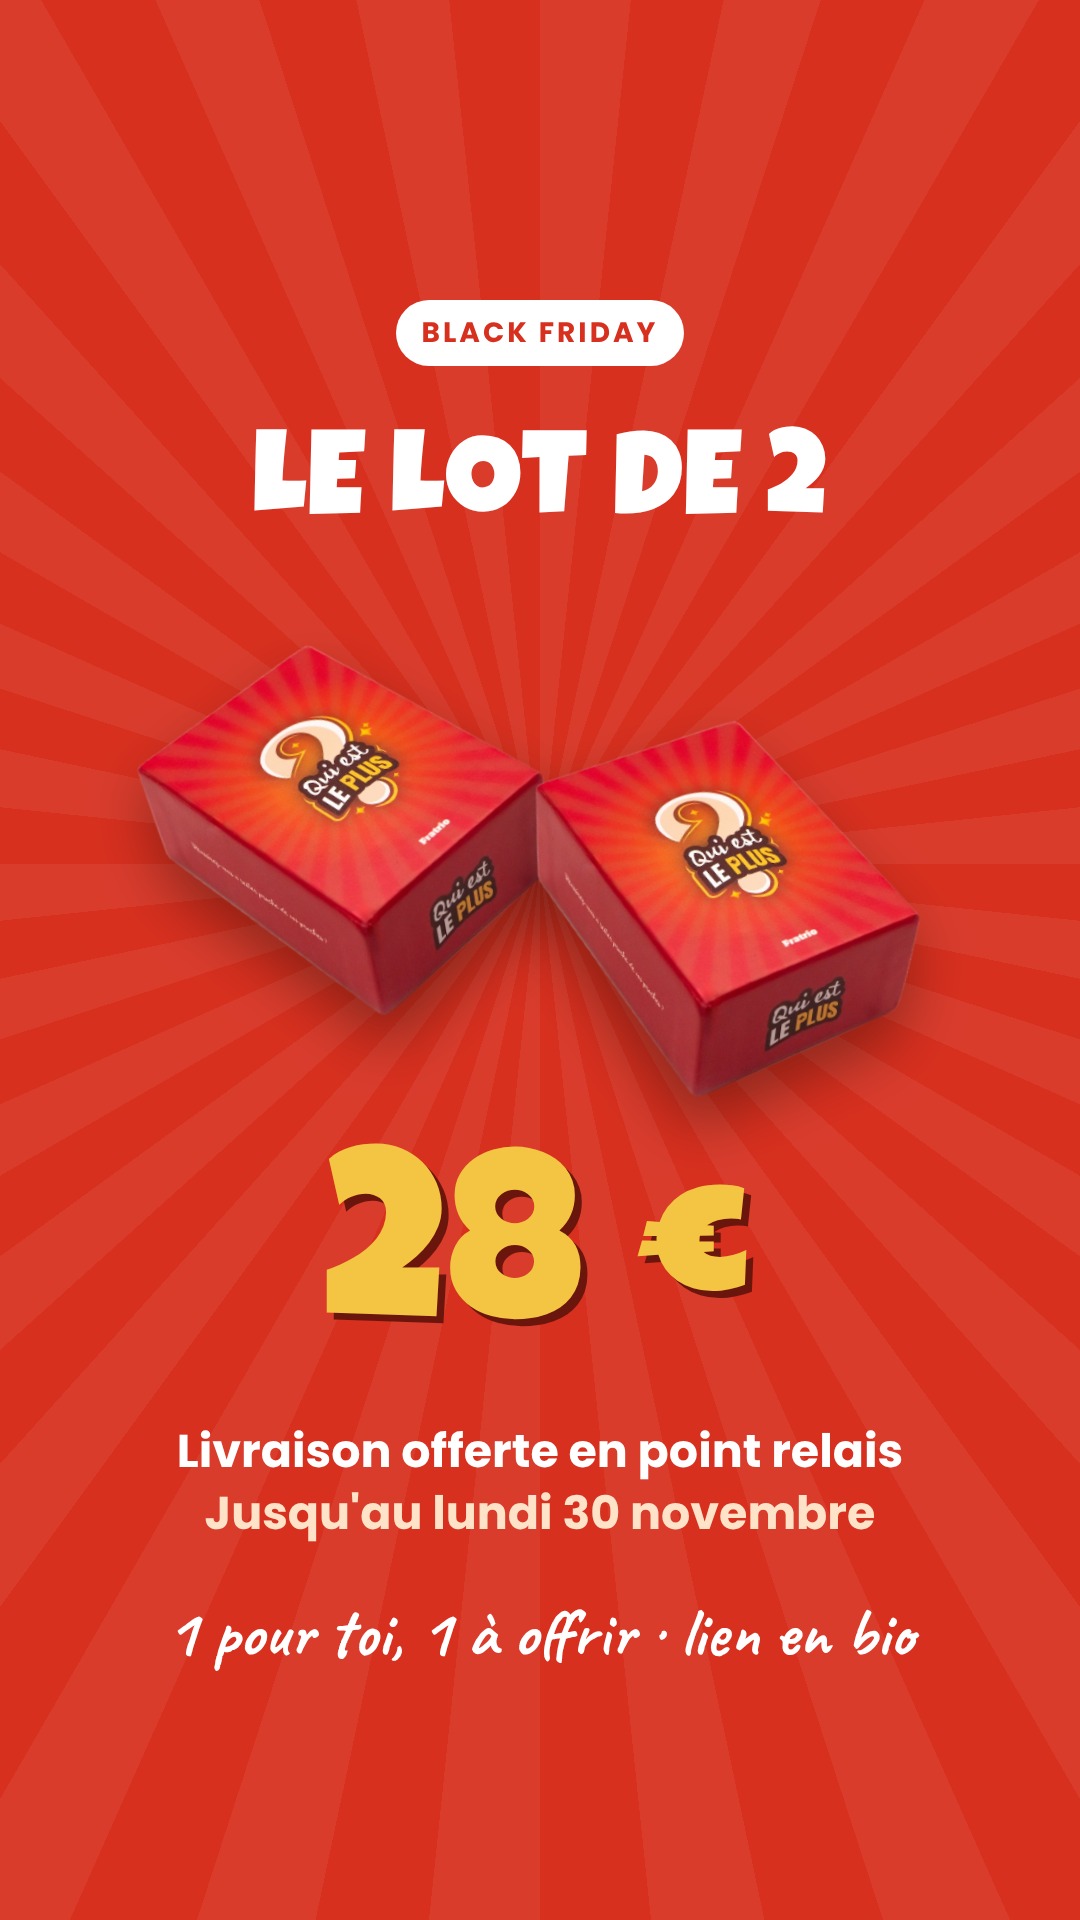 BLACK FRIDAY
LE LOT DE 2
Qui est
LE PLUS
Fratrio
Qui est
LE PLUS
Qui est
LE PLUS
Fratrio
Qui est
LE PLUS
28 €
Livraison offerte en point relais
Jusqu'au lundi 30 novembre
1 pour toi, 1 à offrir · lien en bio